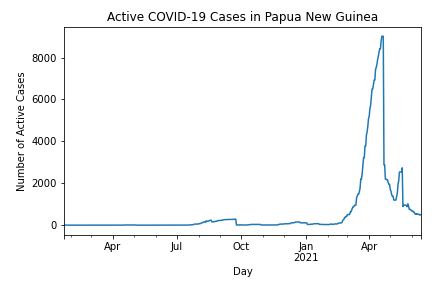 Active COVID-19 Cases in Papua New Guinea
Number of Active Cases
8000
6000
4000
2000
0
Apr Jul Oct Jan Apr
2021
Day